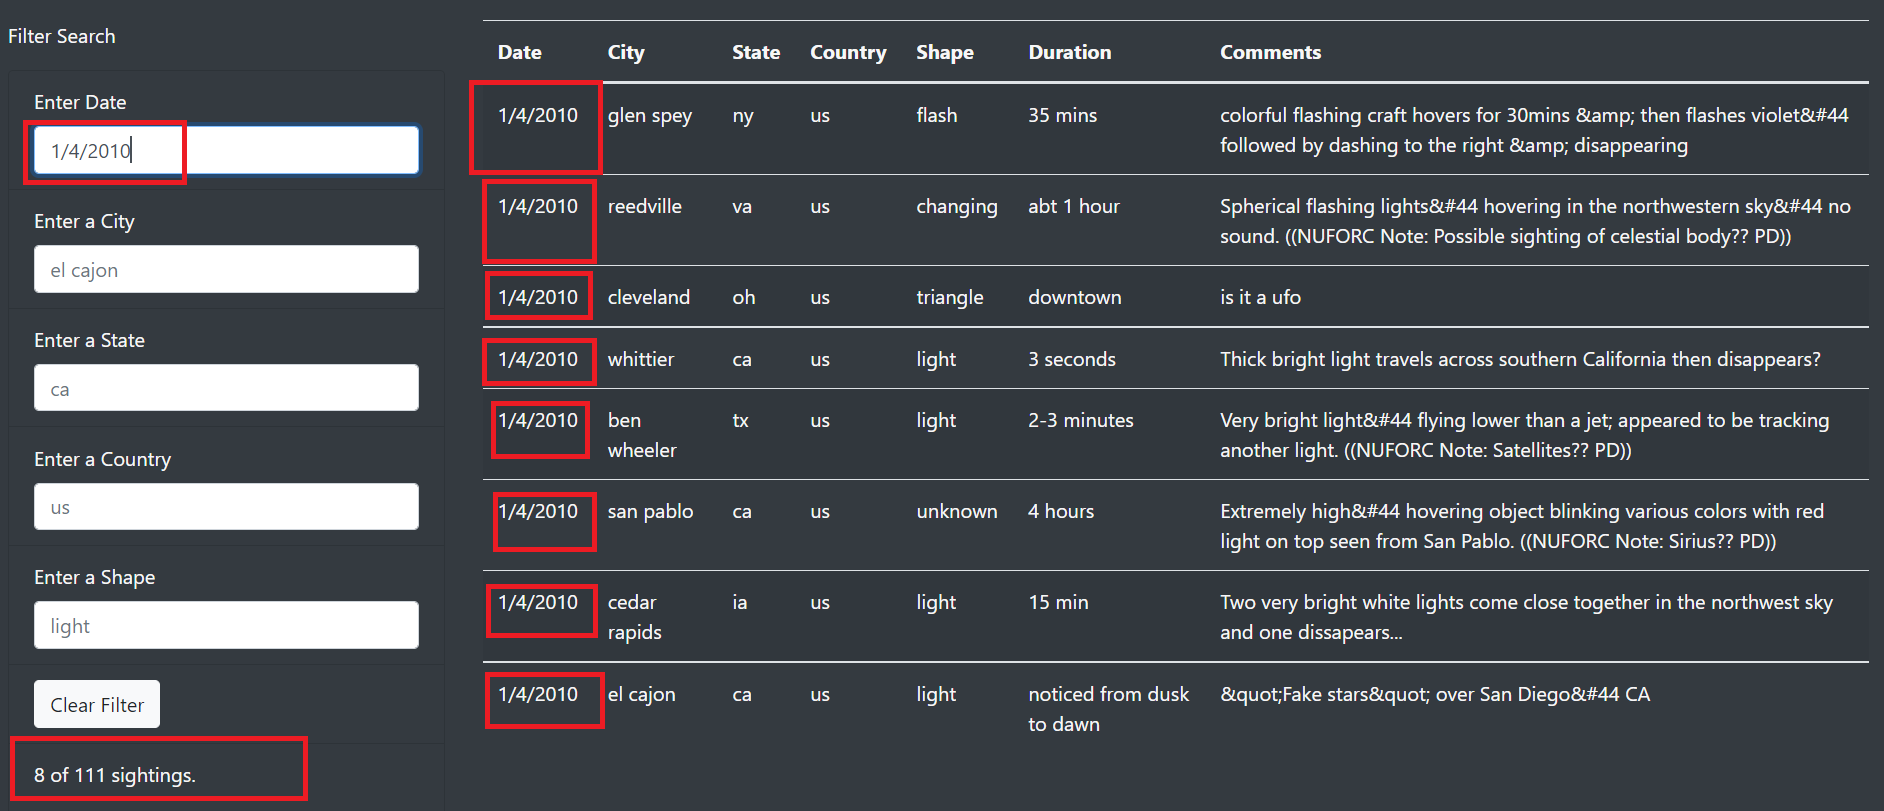 Filter Search
Enter Date
1/4/2010
Enter a City
el cajon
Enter a State
ca
Enter a Country
us
Enter a Shape
light
Clear Filter
8 of 111 sightings.
Date City State Country Shape Duration Comments
1/4/2010 glen spey ny us flash 35 mins colorful flashing craft hovers for 30mins &amp; then flashes violet&#44
followed by dashing to the right &amp; disappearing
1/4/2010 reedville va us changing abt 1 hour Spherical flashing lights&#44 hovering in the northwestern sky&#44 no
sound. ((NUFORC Note: Possible sighting of celestial body?? PD))
1/4/2010 cleveland oh us triangle downtown is it a ufo
1/4/2010 whittier ca us light 3 seconds Thick bright light travels across southern California then disappears?
1/4/2010 ben tx us light 2-3 minutes Very bright light&#44 flying lower than a jet; appeared to be tracking
wheeler another light. ((NUFORC Note: Satellites?? PD))
1/4/2010 san pablo ca us unknown 4 hours Extremely high&#44 hovering object blinking various colors with red
light on top seen from San Pablo. ((NUFORC Note: Sirius?? PD))
1/4/2010 cedar ia us light 15 min Two very bright white lights come close together in the northwest sky
rapids and one dissapears...
1/4/2010 el cajon ca us light noticed from dusk &quot;Fake stars&quot; over San Diego&#44 CA
to dawn